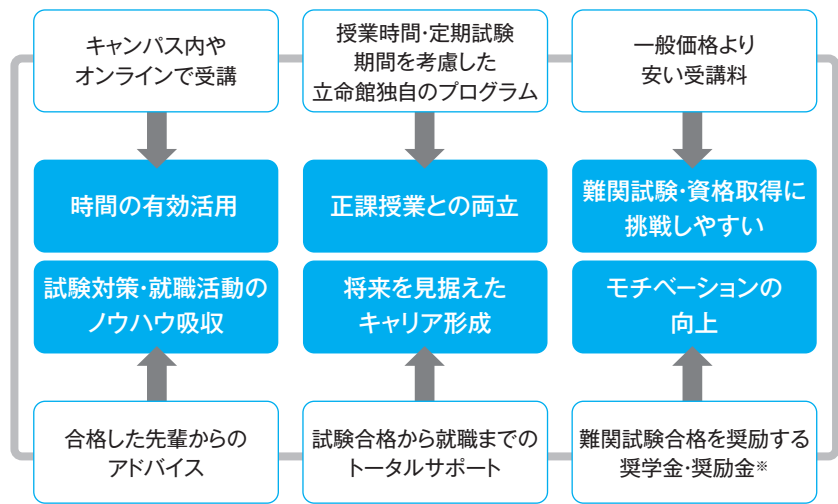 キャンパス内や
オンラインで受講
授業時間・定期試験
期間を考慮した
立命館独自のプログラム
一般価格より
安い受講料
時間の有効活用
正課授業との両立
難関試験・資格取得に
挑戦しやすい
試験対策・就職活動の
ノウハウ吸収
将来を見据えた
キャリア形成
モチベーションの
向上
合格した先輩からの
アドバイス
試験合格から就職までの
トータルサポート
難関試験合格を奨励する
奨学金・奨励金※